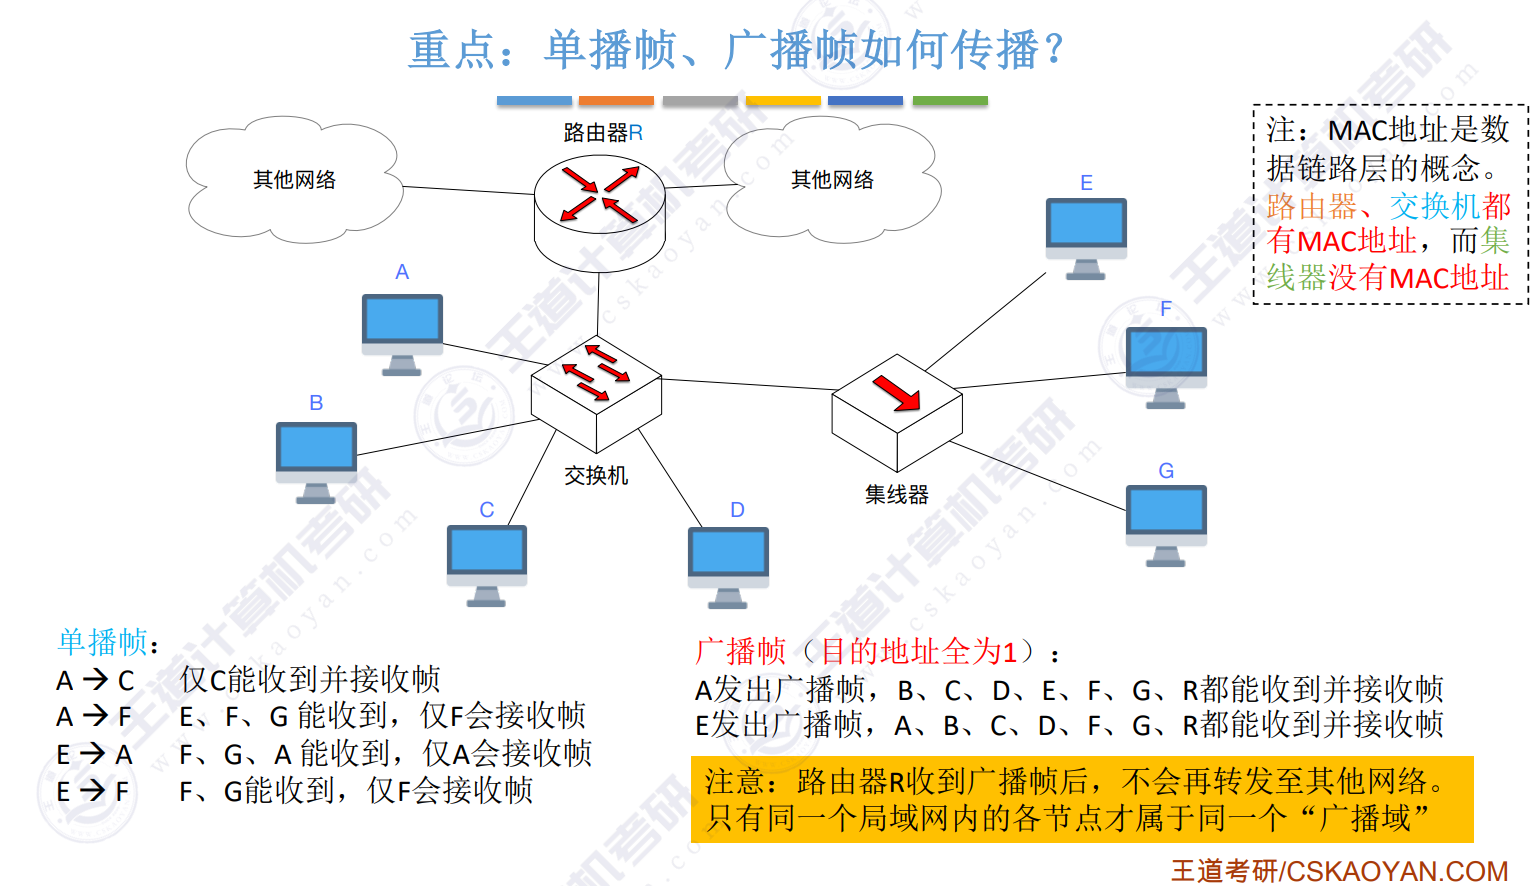 重点：单播帧、广播帧如何传播？
路由器R
其他网络
其他网络
注：MAC地址是数
据链路层的概念。
路由器、交换机都
有MAC地址，而集
线器没有MAC地址
A
B
C
D
E
F
G
交换机
集线器
单播帧：
A → C 仅C能收到并接收帧
A → F E、F、G 能收到，仅F会接收帧
E → A F、G、A 能收到，仅A会接收帧
E → F F、G能收到，仅F会接收帧
广播帧（目的地址全为1）：
A发出广播帧，B、C、D、E、F、G、R都能收到并接收帧
E发出广播帧，A、B、C、D、F、G、R都能收到并接收帧
注意：路由器R收到广播帧后，不会再转发至其他网络。
只有同一个局域网内的各节点才属于同一个“广播域”
王道考研/CSKAOYAN.COM
王道计算机考研
www.cskaoyan.com